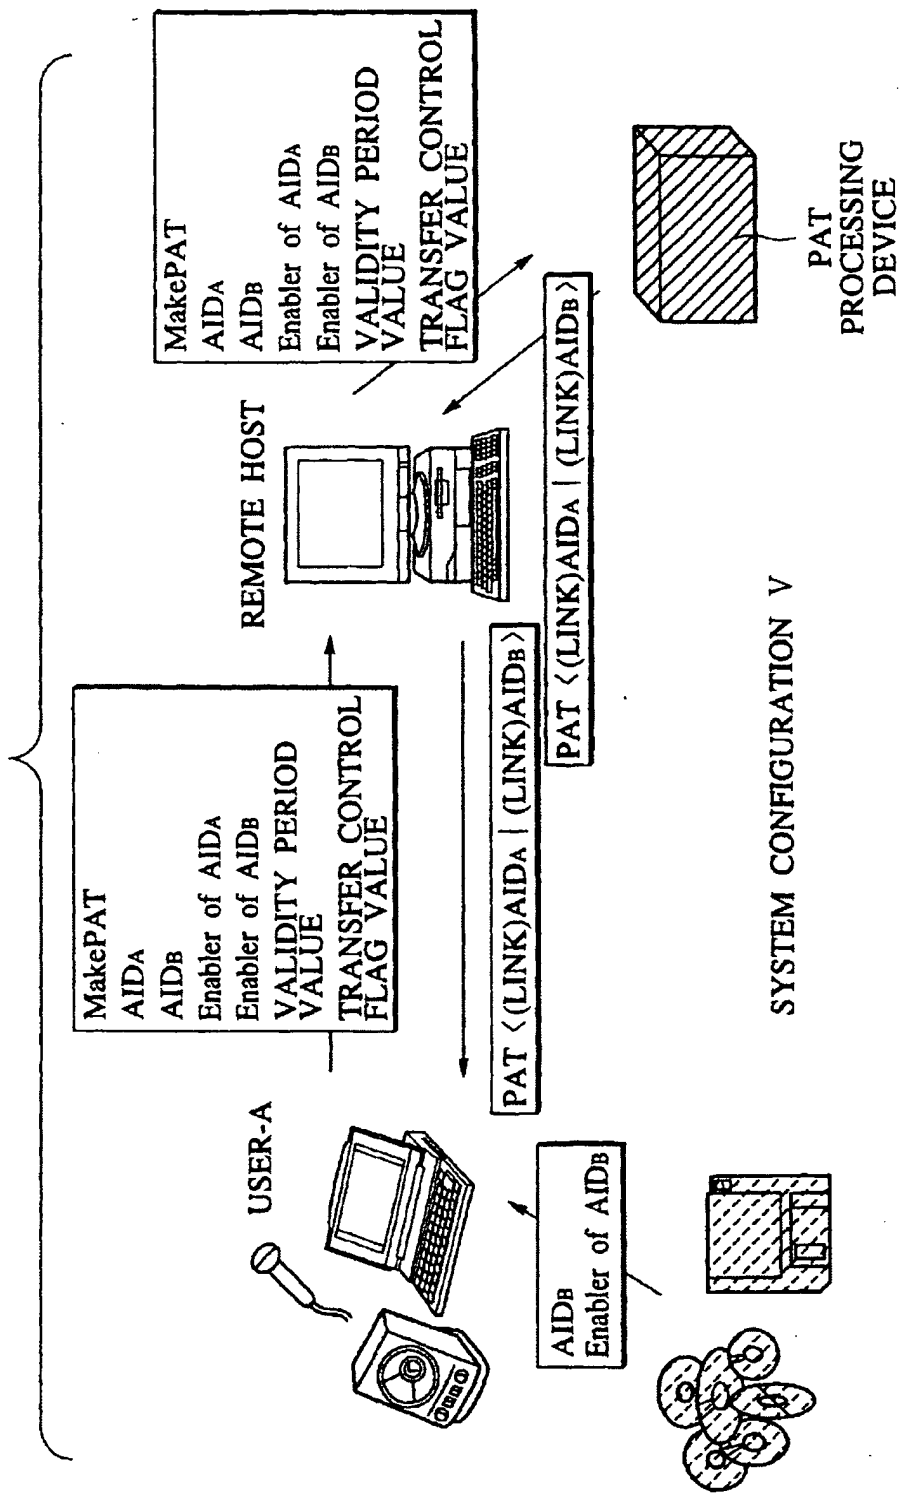 USER-A
MakePAT
AIDA
AIDB
Enabler of AIDA
Enabler of AIDB
VALIDITY PERIOD
VALUE
TRANSFER CONTROL
FLAG VALUE
REMOTE HOST
MakePAT
AIDA
AIDB
Enabler of AIDA
Enabler of AIDB
VALIDITY PERIOD
VALUE
TRANSFER CONTROL
FLAG VALUE
PAT <(LINK)AIDA | (LINK)AIDB>
PAT <(LINK)AIDA | (LINK)AIDB>
AIDB
Enabler of AIDB
PAT
PROCESSING
DEVICE
SYSTEM CONFIGURATION V